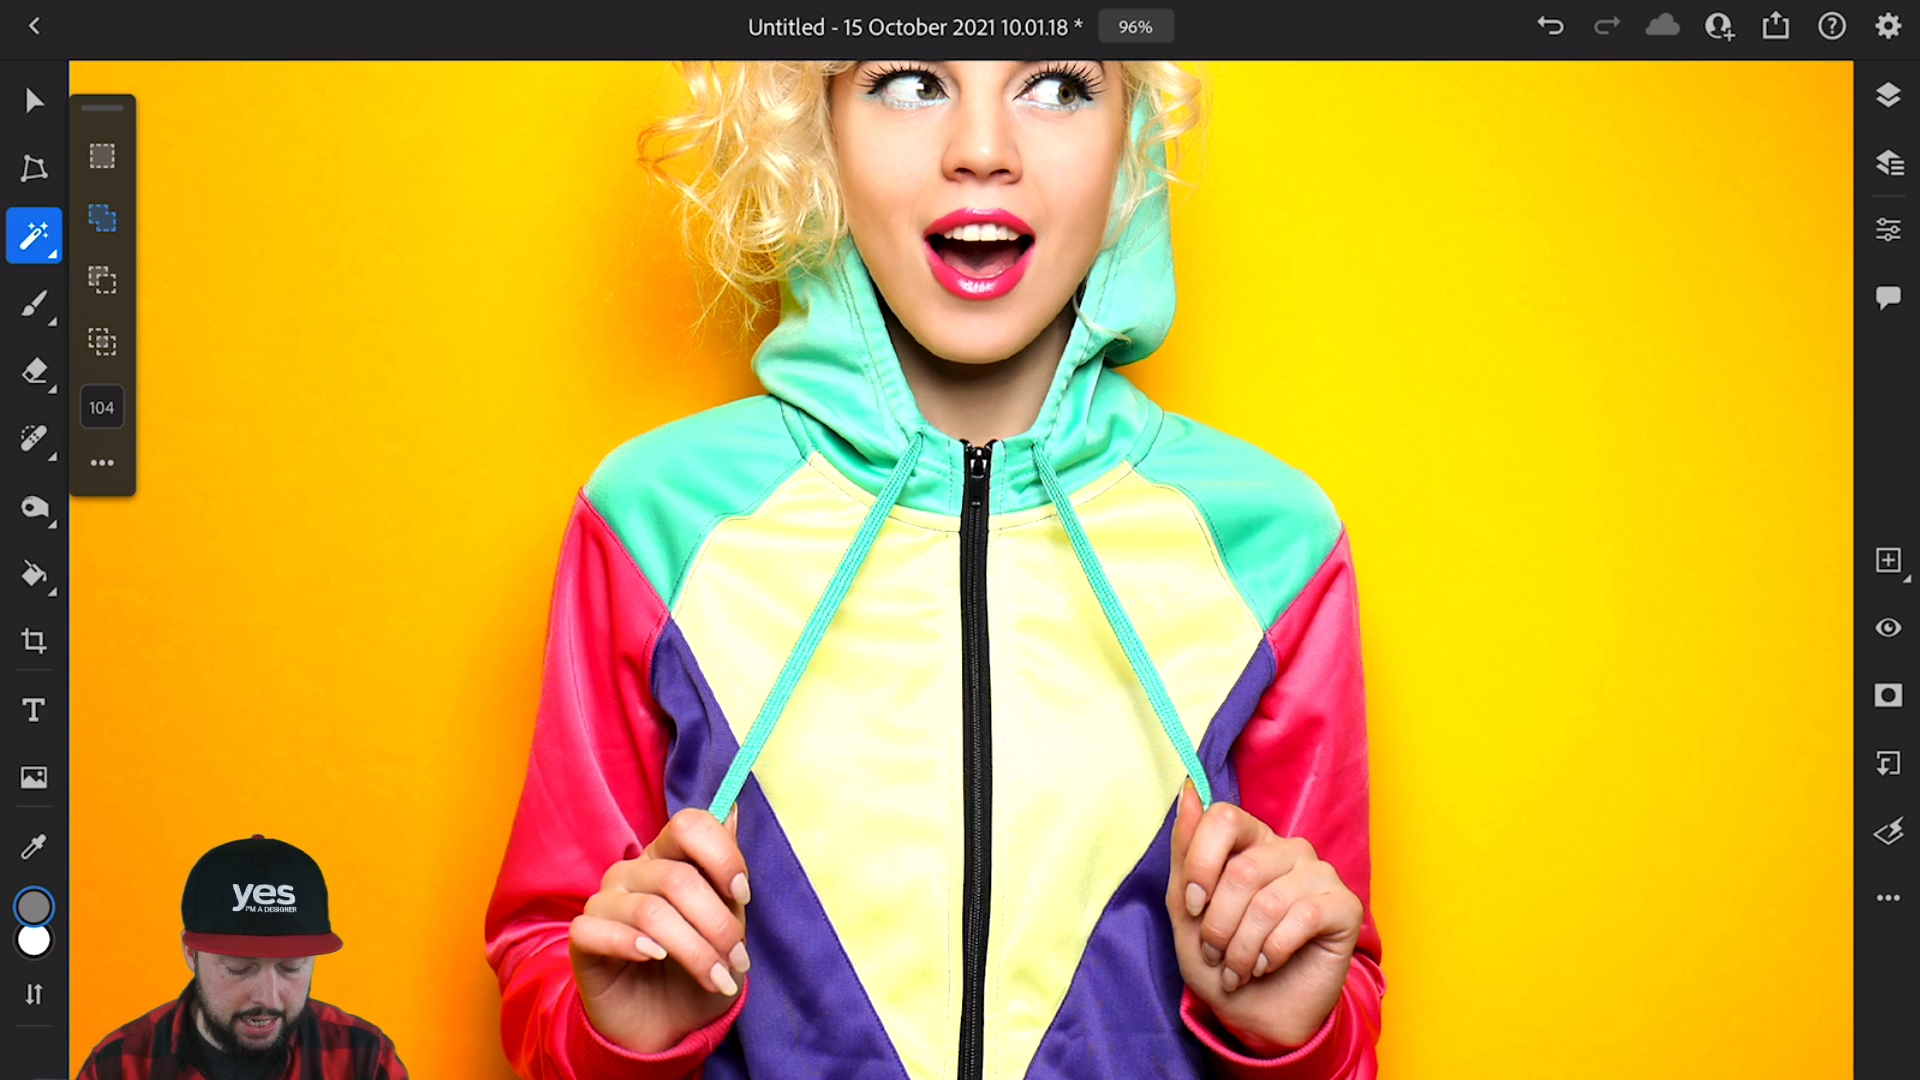 Untitled - 15 October 2021 10.01.18 *
96%
104
yes
I'M A DESIGNER